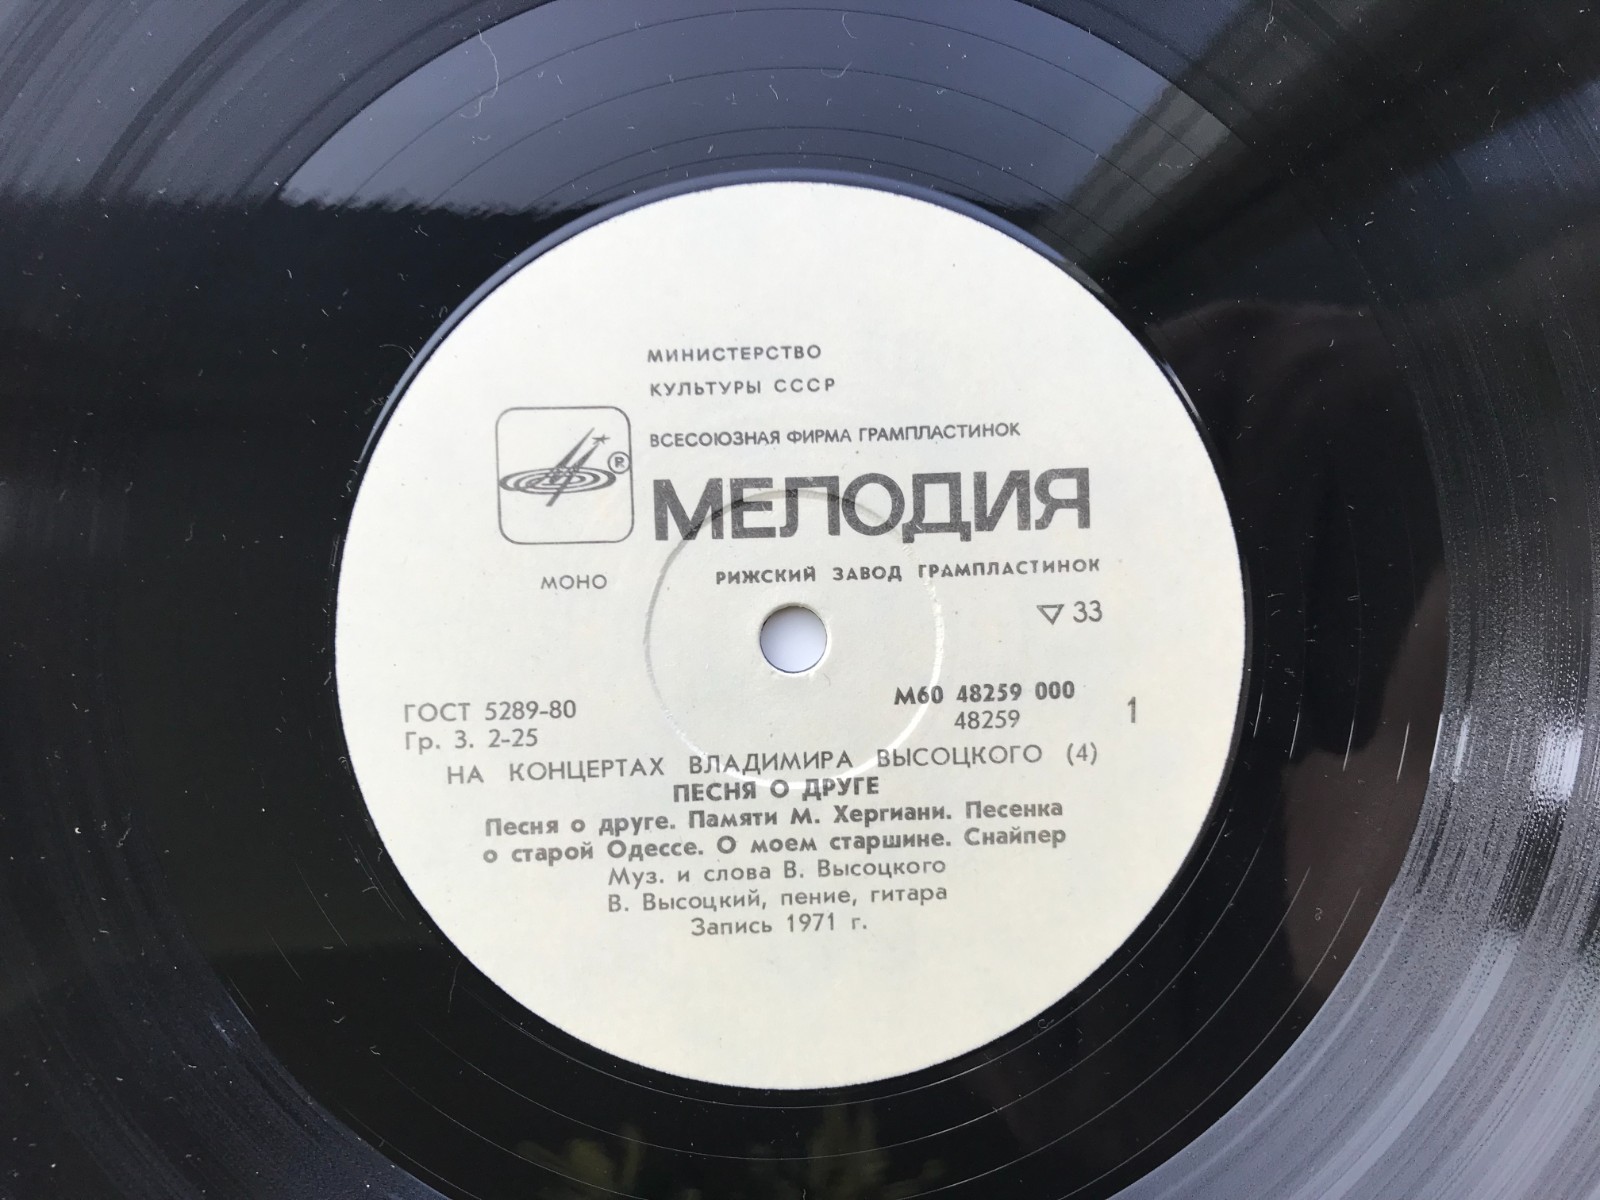 МИНИСТЕРСТВО
КУЛЬТУРЫ СССР
ВСЕСОЮЗНАЯ ФИРМА ГРАМПЛАСТИНОК
®
МЕЛОДИЯ
МОНО
РИЖСКИЙ ЗАВОД ГРАМПЛАСТИНОК
▽ 33
ГОСТ 5289-80
Гр. 3. 2-25
М60 48259 000
48259
1
НА КОНЦЕРТАХ ВЛАДИМИРА ВЫСОЦКОГО (4)
ПЕСНЯ О ДРУГЕ
Песня о друге. Памяти М. Хергиани. Песенка
о старой Одессе. О моем старшине. Снайпер
Муз. и слова В. Высоцкого
В. Высоцкий, пение, гитара
Запись 1971 г.